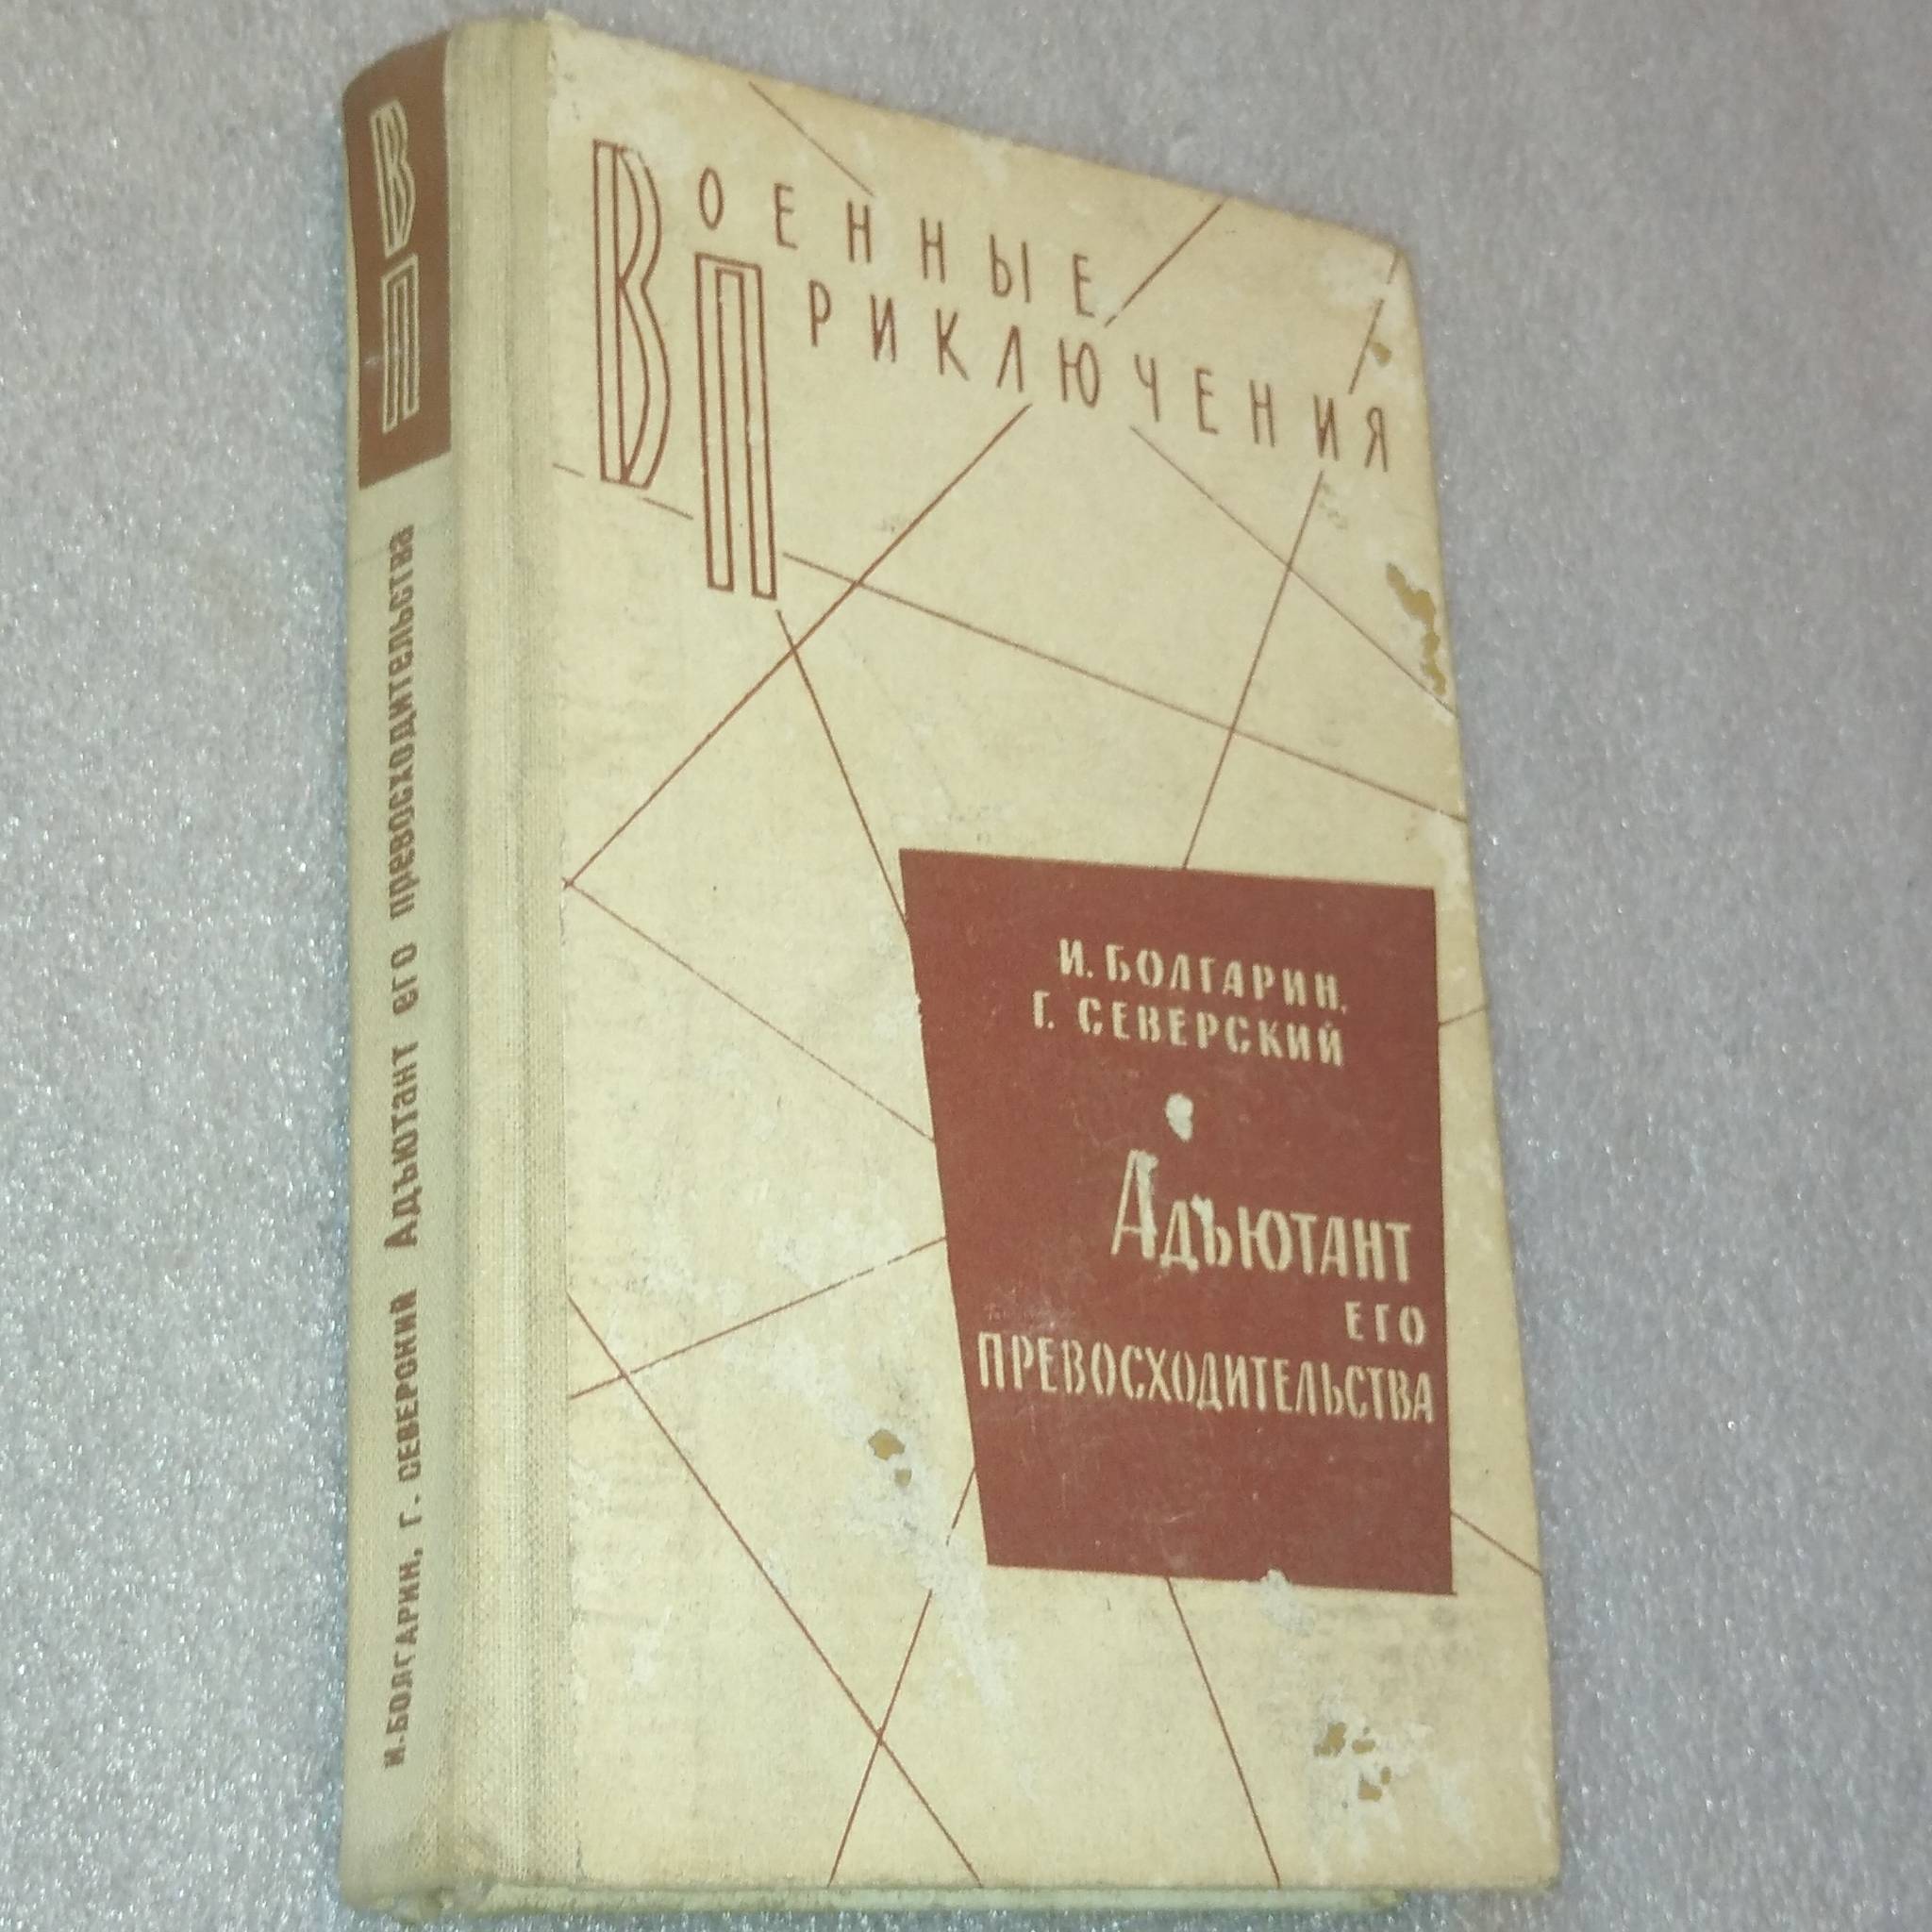 ВП
И.БОЛГАРИН, Г. СЕВЕРСКИЙ Адъютант его превосходительства
ВОЕННЫЕ
ПРИКЛЮЧЕНИЯ
И. БОЛГАРИН,
Г. СЕВЕРСКИЙ
АДЪЮТАНТ
ЕГО
ПРЕВОСХОДИТЕЛЬСТВА